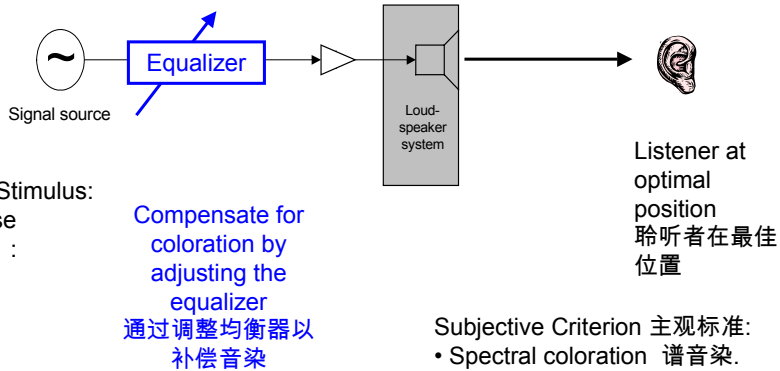 ~
Equalizer
Signal source
Loud-
speaker
system
Stimulus:
se
:
Compensate for
coloration by
adjusting the
equalizer
通过调整均衡器以
补偿音染
Listener at
optimal
position
聆听者在最佳
位置
Subjective Criterion 主观标准:
• Spectral coloration 谱音染.